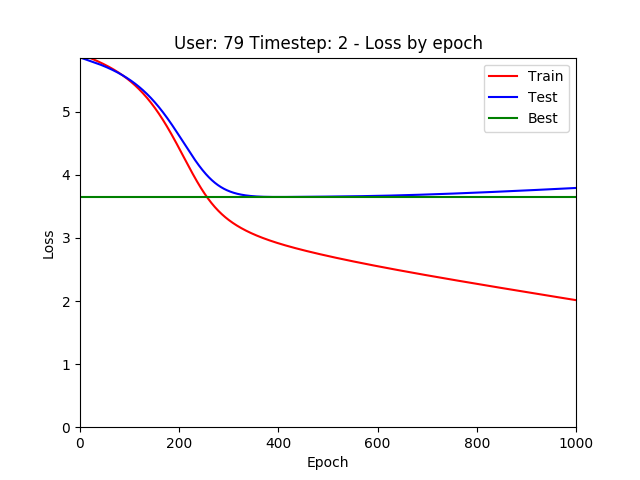 User: 79 Timestep: 2 - Loss by epoch
Train
Test
Best
5
4
3
2
1
0
Loss
0 200 400 600 800 1000
Epoch